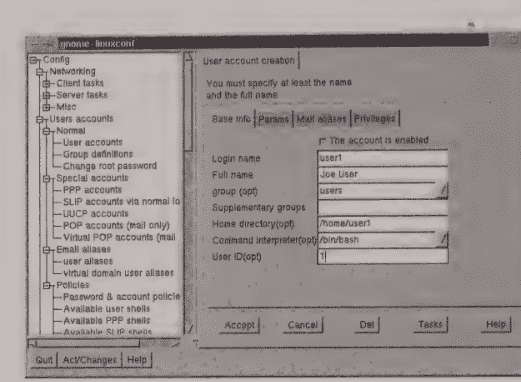 gnome-linuxconf
Config
Networking
Client tasks
Server tasks
Misc
Users accounts
Normal
User accounts
Group definitions
Change root password
Special accounts
PPP accounts
SLIP accounts via normal lo
UUCP accounts
POP accounts (mail only)
Virtual POP accounts (mail
Email aliases
user aliases
virtual domain user aliases
Policies
Password & account policie
Available user shells
Available PPP shells
Available SLIP shells
Quit Act/Changes Help
User account creation
You must specify at least the name
and the full name
Base info Params Mail aliases Privileges
The account is enabled
Login name user1
Full name Joe User
group (opt) users
Supplementary groups
Home directory(opt) /home/user1
Command interpreter(opt) /bin/bash
User ID(opt) 1
Accept Cancel Del Tasks Help